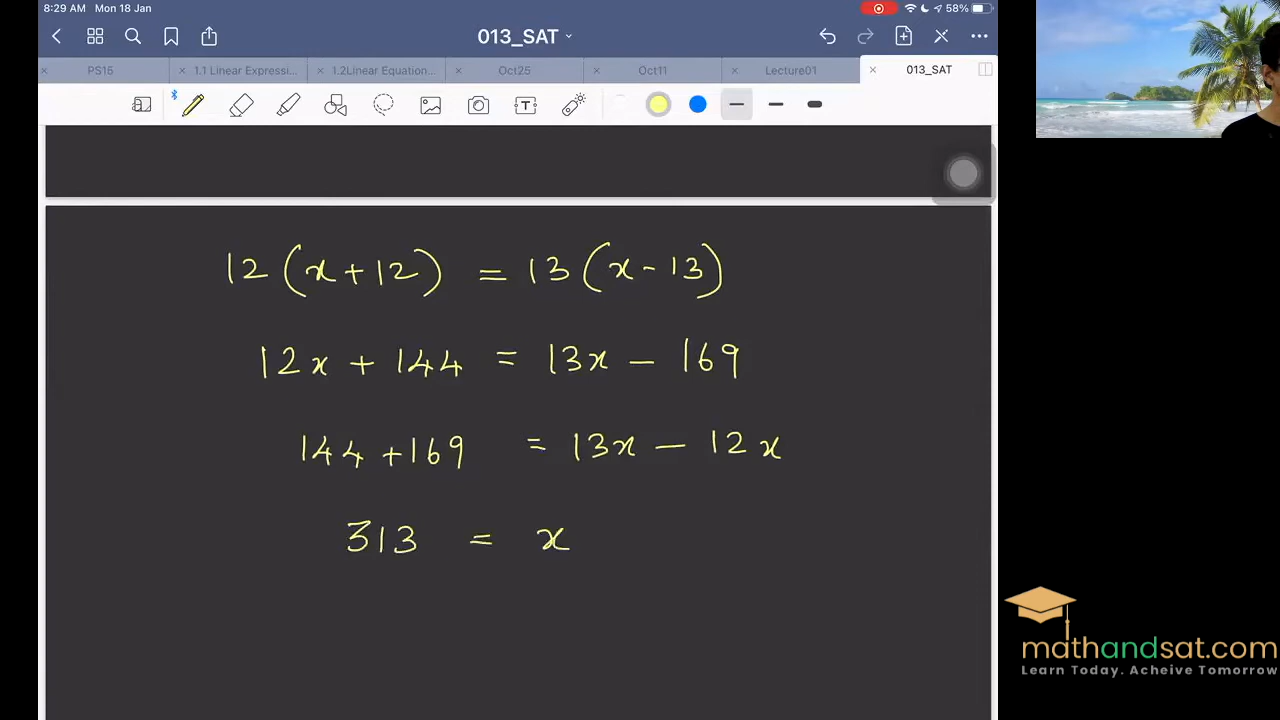 8:29 AM Mon 18 Jan
58%
013_SAT
PS16
1.1 Linear Expressi...
1.2Linear Equation...
Oct25
Oct11
Lecture01
013_SAT
T
12(x+12) = 13(x-13)
12x + 144 = 13x - 169
144+169 = 13x - 12x
313 = x
mathandsat.com
Learn Today. Acheive Tomorrow